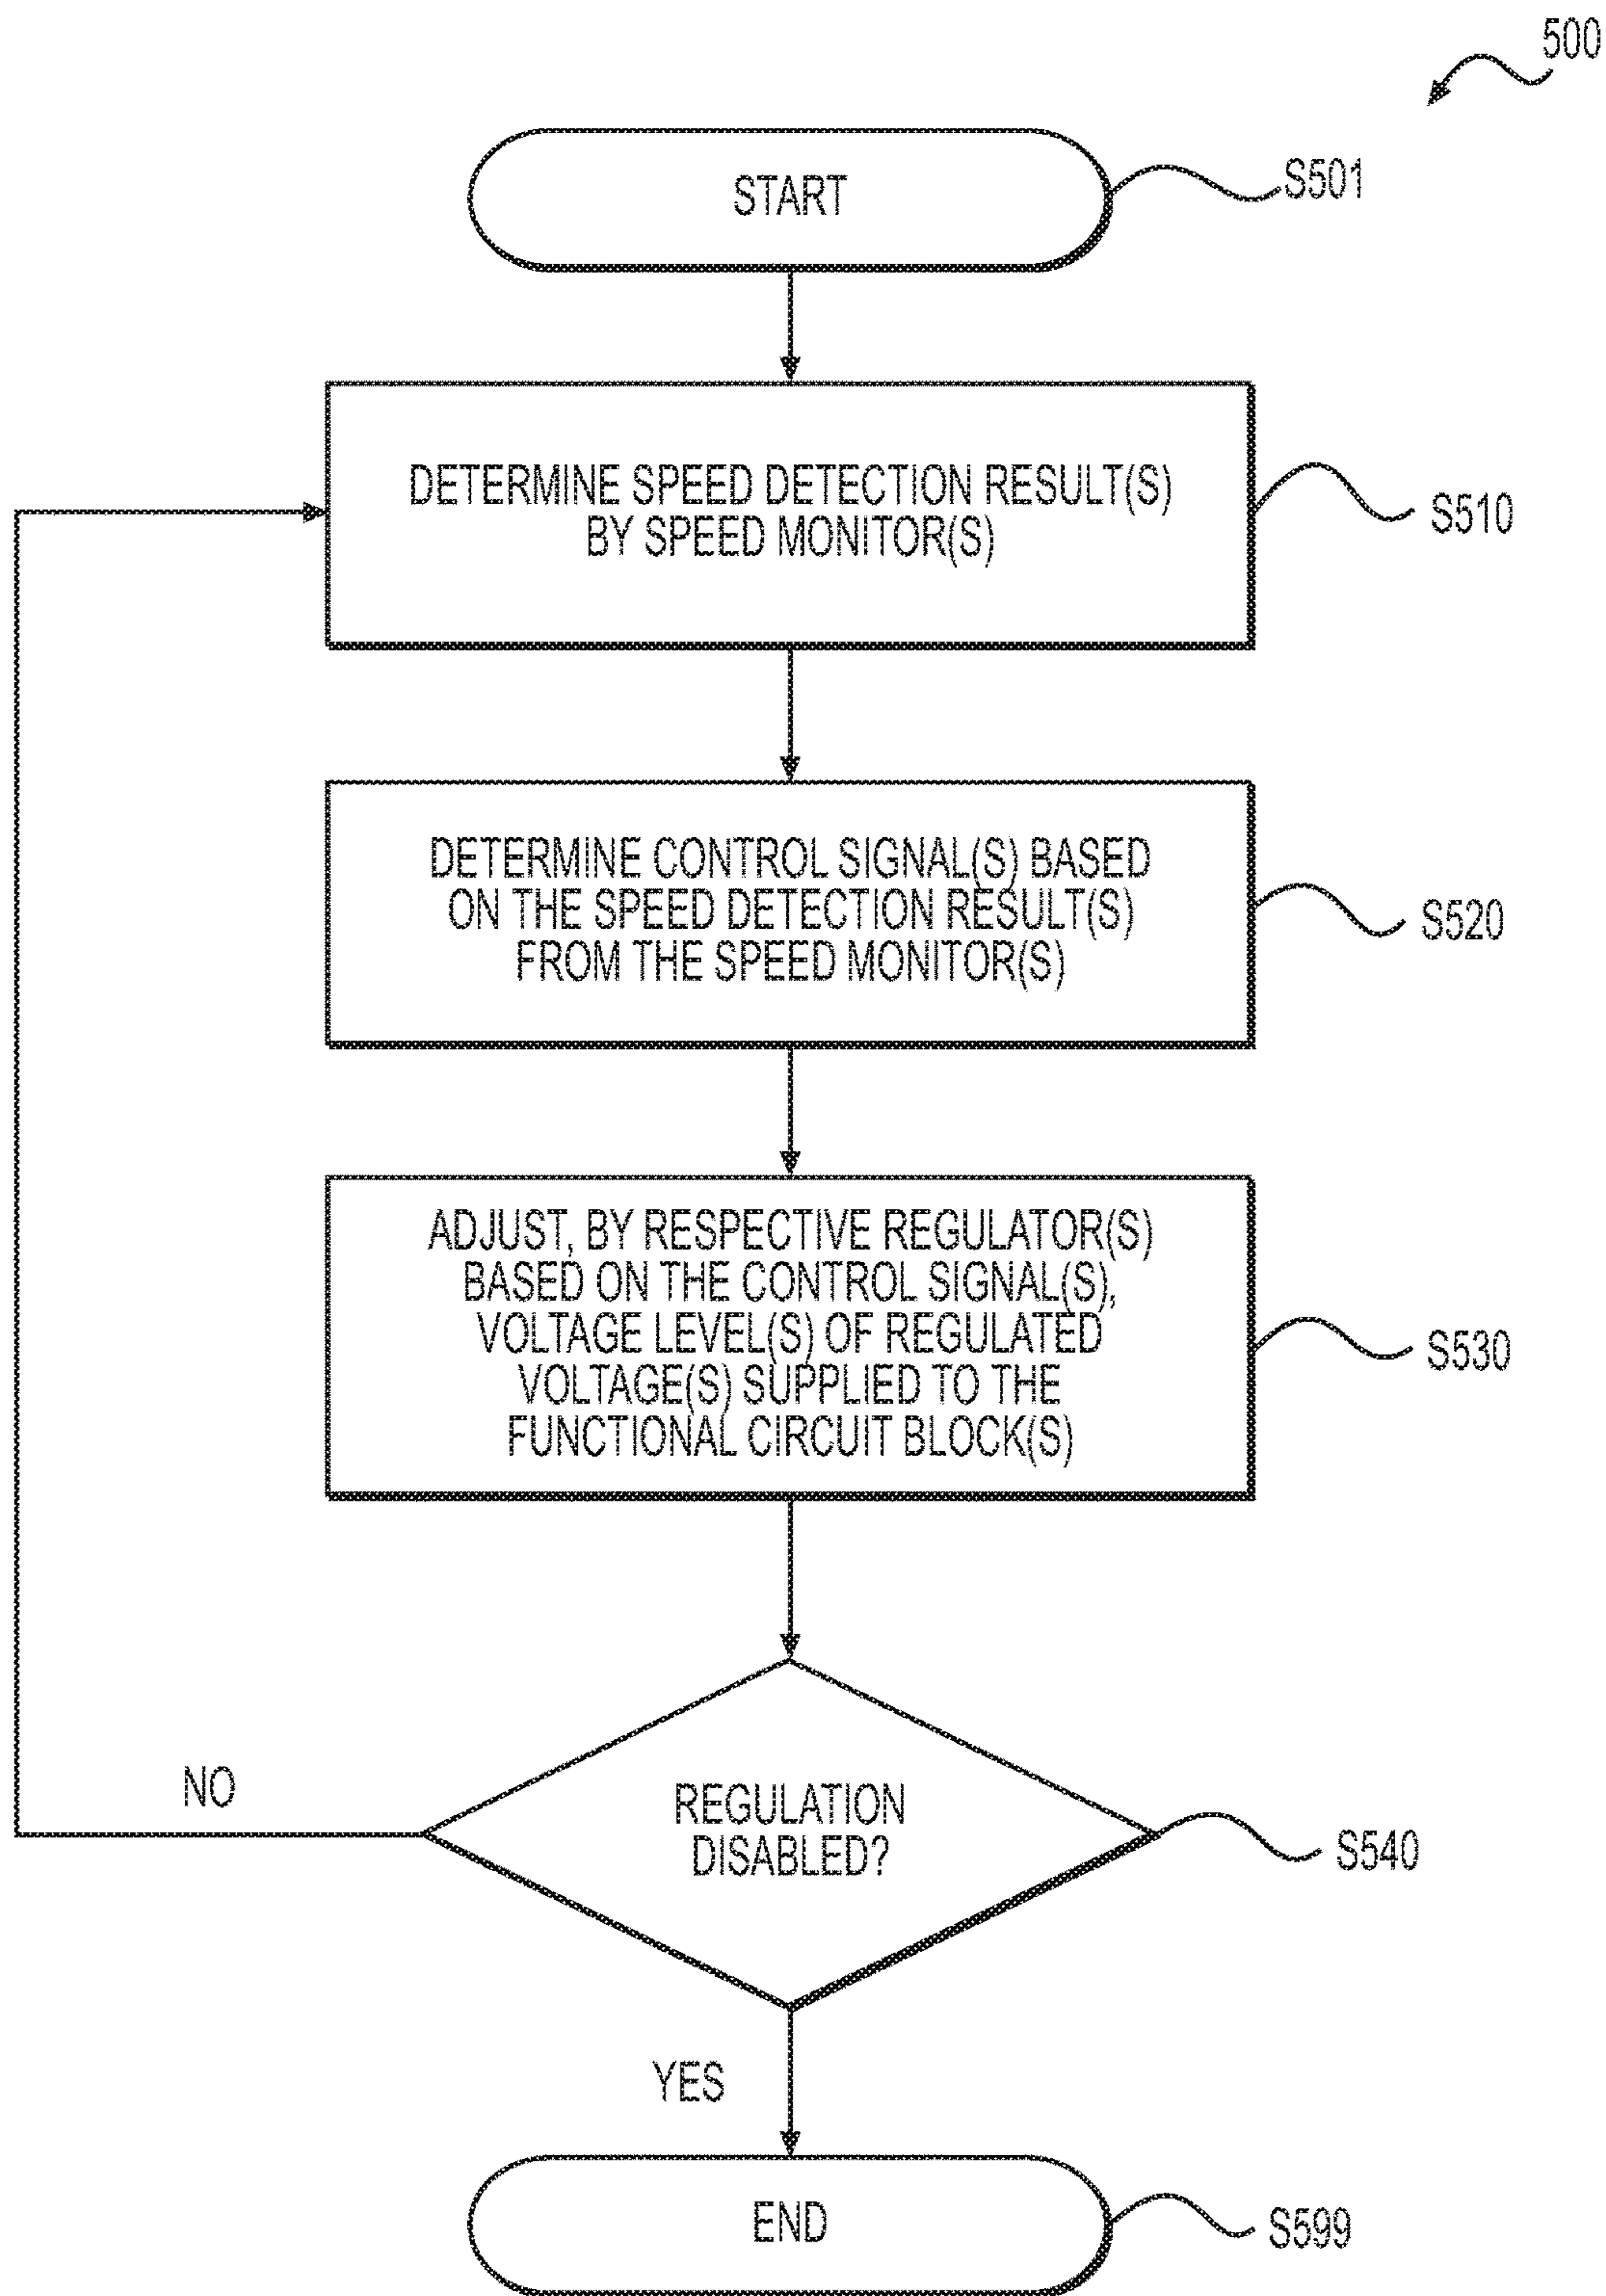 500
START
S501
DETERMINE SPEED DETECTION RESULT(S)
BY SPEED MONITOR(S)
S510
DETERMINE CONTROL SIGNAL(S) BASED
ON THE SPEED DETECTION RESULT(S)
FROM THE SPEED MONITOR(S)
S520
ADJUST, BY RESPECTIVE REGULATOR(S)
BASED ON THE CONTROL SIGNAL(S),
VOLTAGE LEVEL(S) OF REGULATED
VOLTAGE(S) SUPPLIED TO THE
FUNCTIONAL CIRCUIT BLOCK(S)
S530
NO
REGULATION
DISABLED?
S540
YES
END
S599